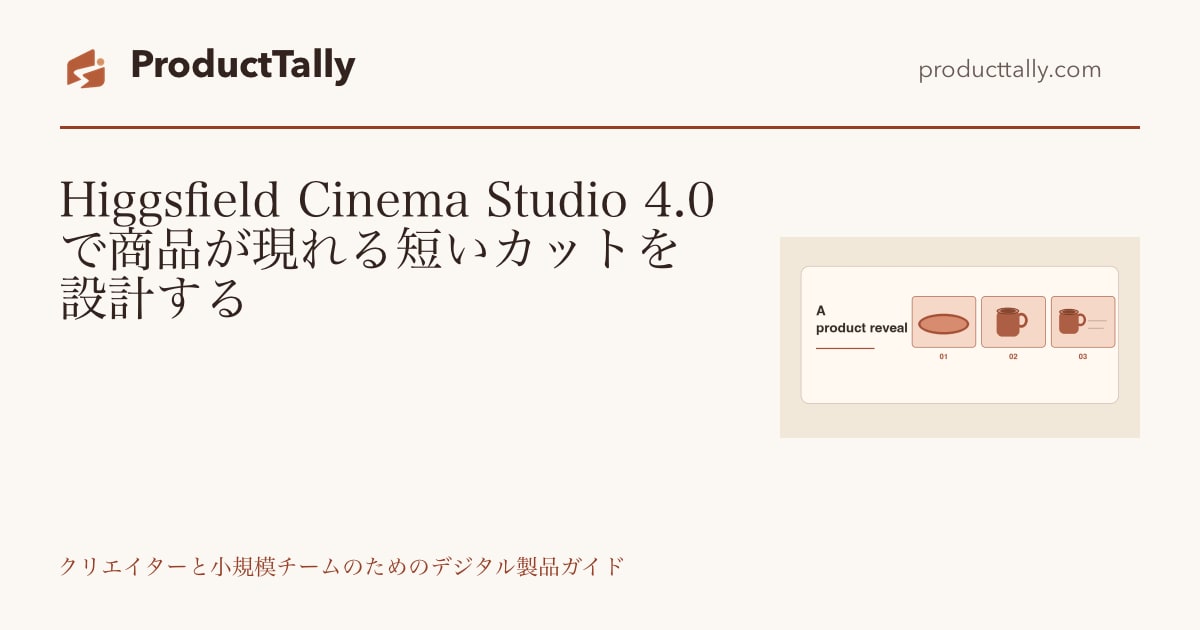 ProductTally
producttally.com
Higgsfield Cinema Studio 4.0
で商品が現れる短いカットを
設計する
A
product reveal
01
02
03
クリエイターと小規模チームのためのデジタル製品ガイド